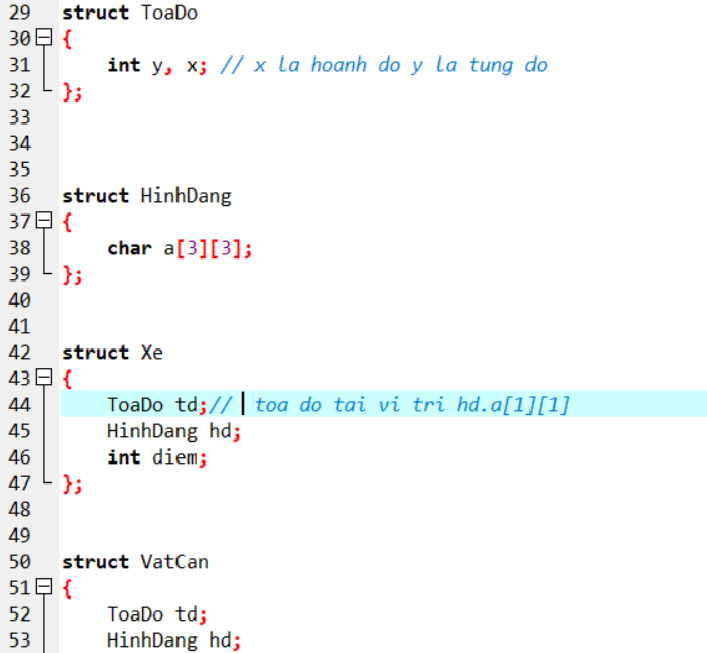 29 struct ToaDo
30 {
31 int y, x; // x la hoanh do y la tung do
32 };
33
34
35
36 struct HinhDang
37 {
38 char a[3][3];
39 };
40
41
42 struct Xe
43 {
44 ToaDo td;// toa do tai vi tri hd.a[1][1]
45 HinhDang hd;
46 int diem;
47 };
48
49
50 struct VatCan
51 {
52 ToaDo td;
53 HinhDang hd;